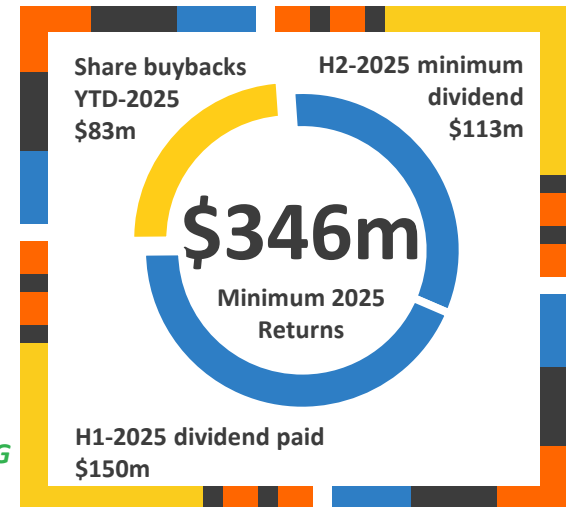 Share buybacks
YTD-2025
$83m
H2-2025 minimum
dividend
$113m
$346m
Minimum 2025
Returns
H1-2025 dividend paid
$150m
G